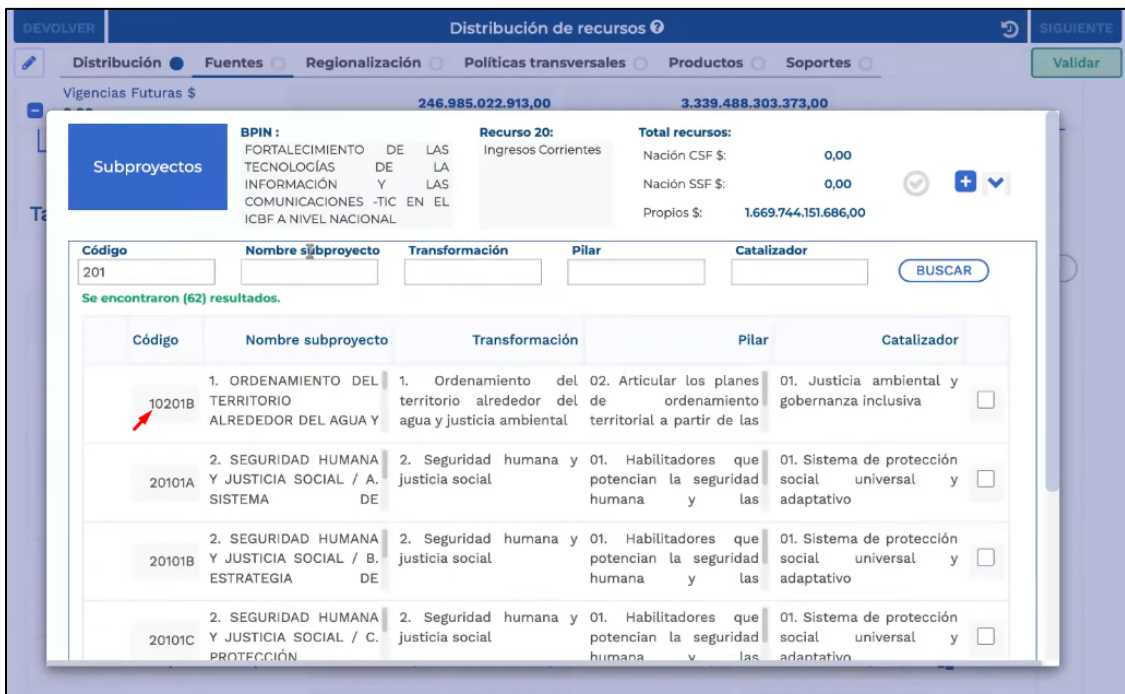 DEVOLVER
Distribución de recursos
SIGUIENTE
Distribución Fuentes Regionalización Políticas transversales Productos Soportes
Validar
Vigencias Futuras $
246.985.022.913,00 3.339.488.303.373,00
Subproyectos
BPIN :
FORTALECIMIENTO DE LAS
TECNOLOGÍAS DE LA
INFORMACIÓN Y LAS
COMUNICACIONES -TIC EN EL
ICBF A NIVEL NACIONAL
Recurso 20:
Ingresos Corrientes
Total recursos:
Nación CSF $: 0,00
Nación SSF $: 0,00
Propios $: 1.669.744.151.686,00
Código Nombre subproyecto Transformación Pilar Catalizador
201
BUSCAR
Se encontraron (62) resultados.
Código Nombre subproyecto Transformación Pilar Catalizador
10201B
1. ORDENAMIENTO DEL
TERRITORIO
ALREDEDOR DEL AGUA Y
1. Ordenamiento del
territorio alrededor del
agua y justicia ambiental
02. Articular los planes
de ordenamiento
territorial a partir de las
01. Justicia ambiental y
gobernanza inclusiva
20101A
2. SEGURIDAD HUMANA
Y JUSTICIA SOCIAL / A.
SISTEMA DE
2. Seguridad humana y
justicia social
01. Habilitadores que
potencian la seguridad
humana y las
01. Sistema de protección
social universal y
adaptativo
20101B
2. SEGURIDAD HUMANA
Y JUSTICIA SOCIAL / B.
ESTRATEGIA DE
2. Seguridad humana y
justicia social
01. Habilitadores que
potencian la seguridad
humana y las
01. Sistema de protección
social universal y
adaptativo
20101C
2. SEGURIDAD HUMANA
Y JUSTICIA SOCIAL / C.
PROTECCIÓN
2. Seguridad humana y
justicia social
01. Habilitadores que
potencian la seguridad
humana y las
01. Sistema de protección
social universal y
adaptativo